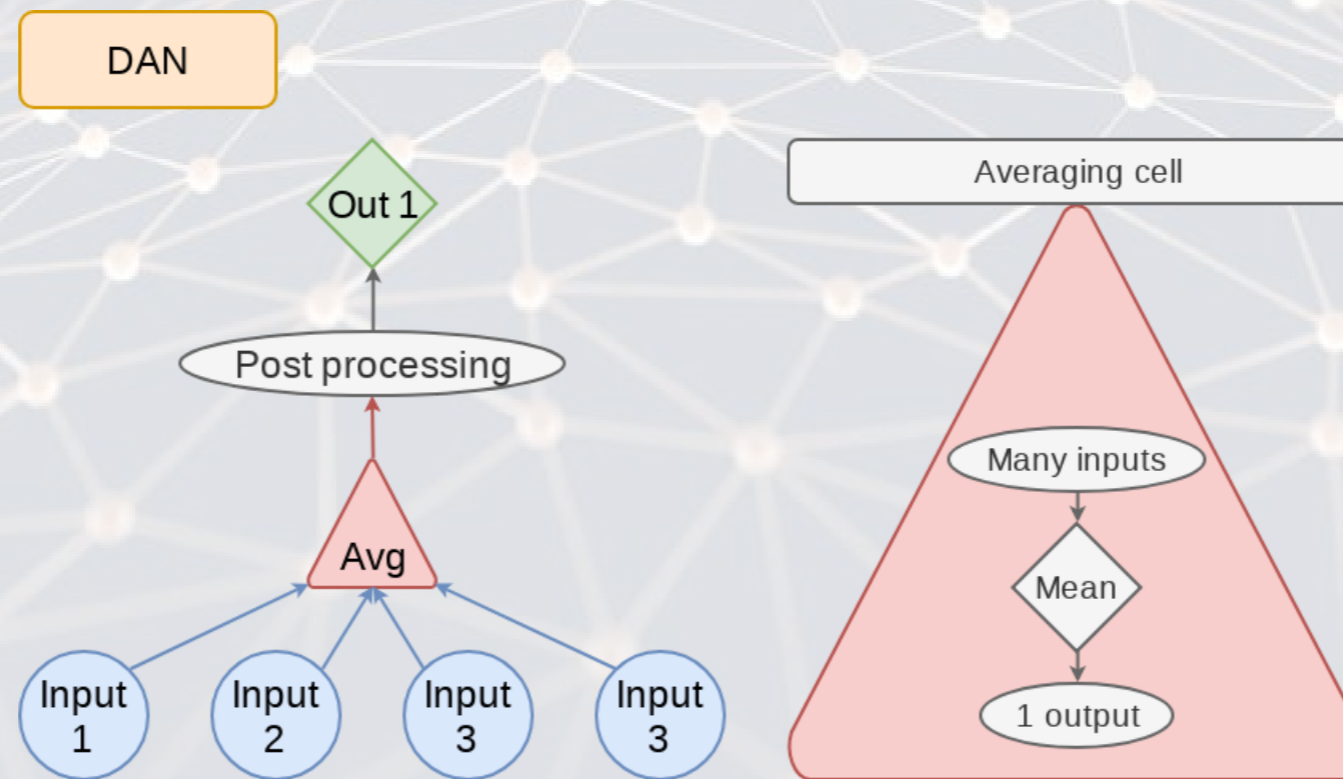 DAN
Out 1
Post processing
Avg
Input
1
Input
2
Input
3
Input
3
Averaging cell
Many inputs
Mean
1 output